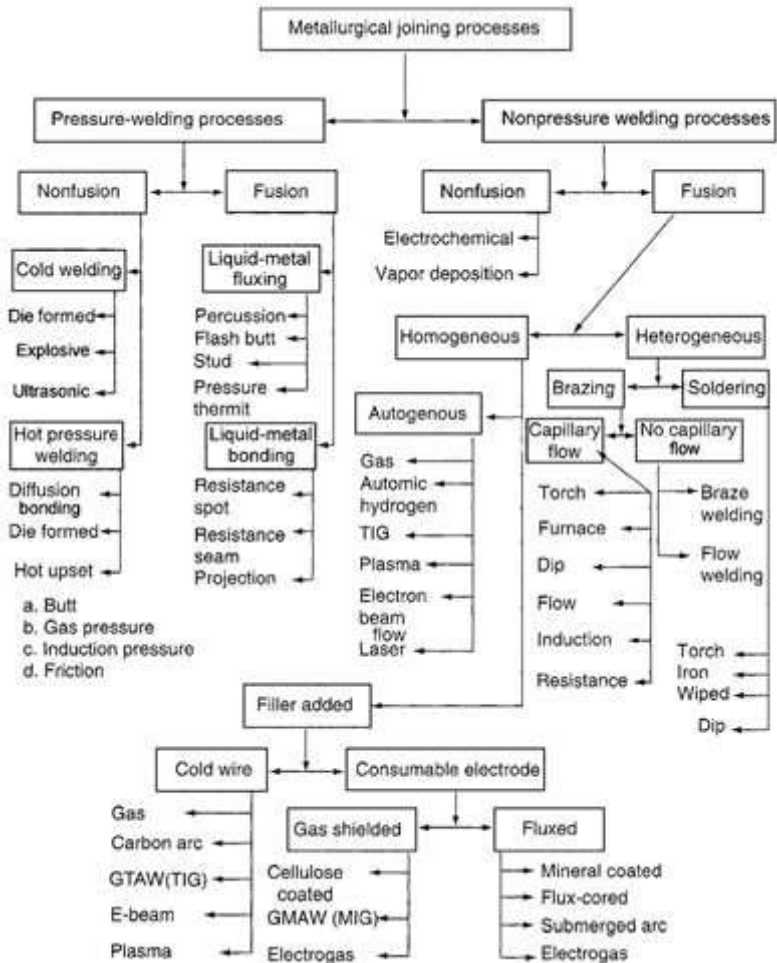 Metallurgical joining processes
Pressure-welding processes
Nonpressure welding processes
Nonfusion
Fusion
Nonfusion
Fusion
Electrochemical
Vapor deposition
Cold welding
Die formed
Explosive
Ultrasonic
Hot pressure
welding
Diffusion
bonding
Die formed
Hot upset
a. Butt
b. Gas pressure
c. Induction pressure
d. Friction
Liquid-metal
fluxing
Percussion
Flash butt
Stud
Pressure
thermit
Liquid-metal
bonding
Resistance
spot
Resistance
seam
Projection
Homogeneous
Heterogeneous
Autogenous
Gas
Automic
hydrogen
TIG
Plasma
Electron
beam
flow
Laser
Brazing
Soldering
Capillary
flow
No capillary
flow
Torch
Furnace
Dip
Flow
Induction
Resistance
Braze
welding
Flow
welding
Torch
Iron
Wiped
Dip
Filler added
Cold wire
Consumable electrode
Gas
Carbon arc
GTAW(TIG)
E-beam
Plasma
Gas shielded
Fluxed
Cellulose
coated
GMAW (MIG)
Electrogas
Mineral coated
Flux-cored
Submerged arc
Electrogas